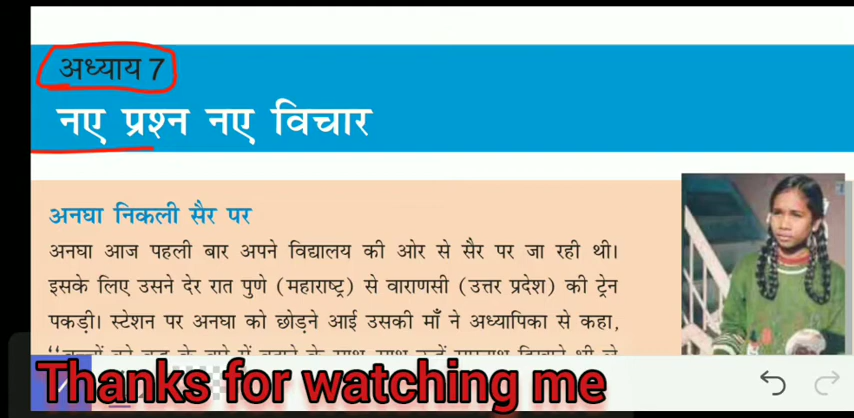 अध्याय 7
नए प्रश्न नए विचार
अनघा निकली सैर पर
अनघा आज पहली बार अपने विद्यालय की ओर से सैर पर जा रही थी।
इसके लिए उसने देर रात पुणे (महाराष्ट्र) से वाराणसी (उत्तर प्रदेश) की ट्रेन
पकड़ी। स्टेशन पर अनघा को छोड़ने आई उसकी माँ ने अध्यापिका से कहा,
Thanks for watching me